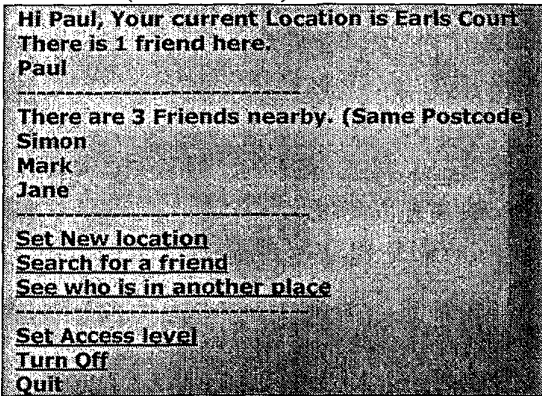 Hi Paul, Your current Location is Earls Court
There is 1 friend here.
Paul
------------------------------
There are 3 Friends nearby. (Same Postcode)
Simon
Mark
Jane
-------------------------------
Set New location
Search for a friend
See who is in another place
-------------------------------
Set Access level
Turn Off
Quit